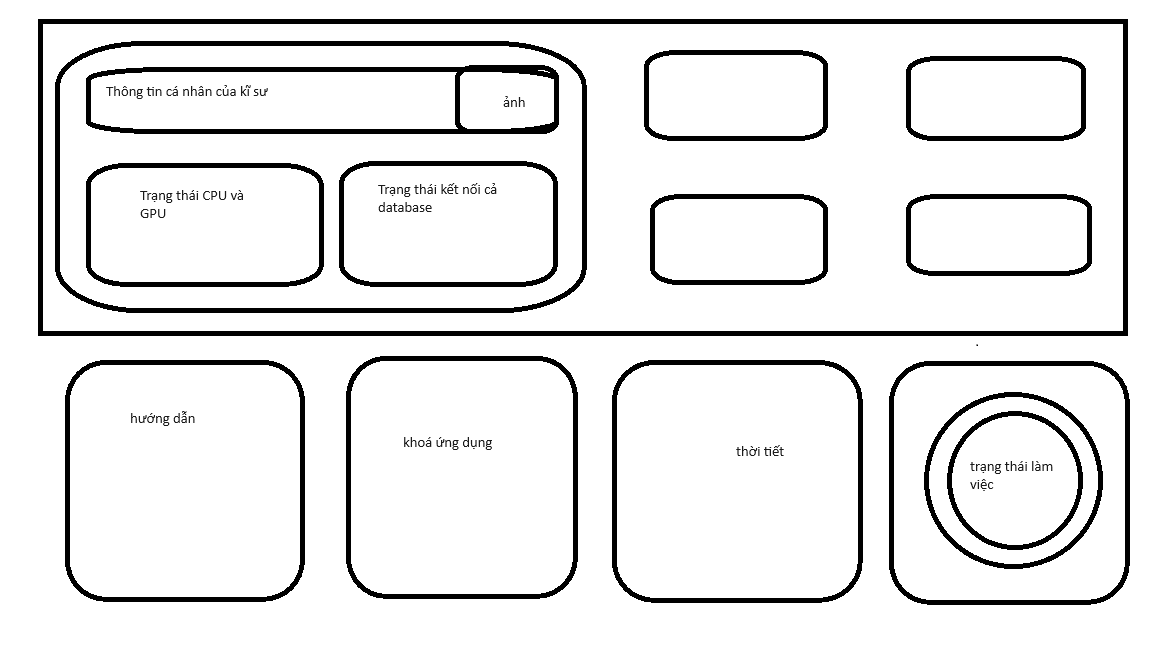 Thông tin cá nhân của kĩ sư
ảnh
Trạng thái CPU và
GPU
Trạng thái kết nối cả
database
hướng dẫn
khoá ứng dụng
thời tiết
trạng thái làm
việc